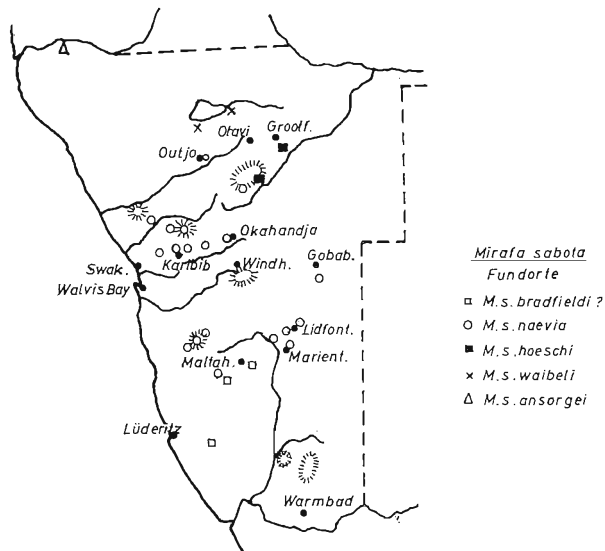 Otavi
Grootf.
Outjo
Okahandja
Karibib
Windh.
Gobab.
Swak.
Walvis Bay
Lidfont.
Marient.
Maltah.
Lüderitz
Warmbad
Mirafa sabota
Fundorte
M.s.bradfieldi?
M.s.naevia
M.s.hoeschi
M.s.waibeli
M.s.ansorgei